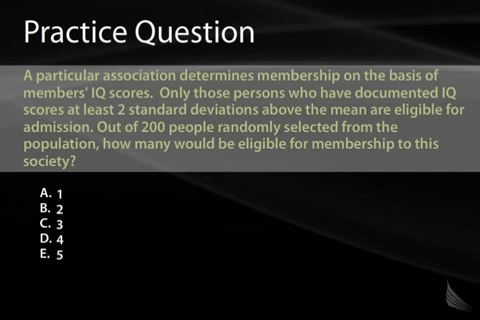 Practice Question
A particular association determines membership on the basis of
members' IQ scores.  Only those persons who have documented IQ
scores at least 2 standard deviations above the mean are eligible for
admission. Out of 200 people randomly selected from the
population, how many would be eligible for membership to this
society?
A. 1
B. 2
C. 3
D. 4
E. 5